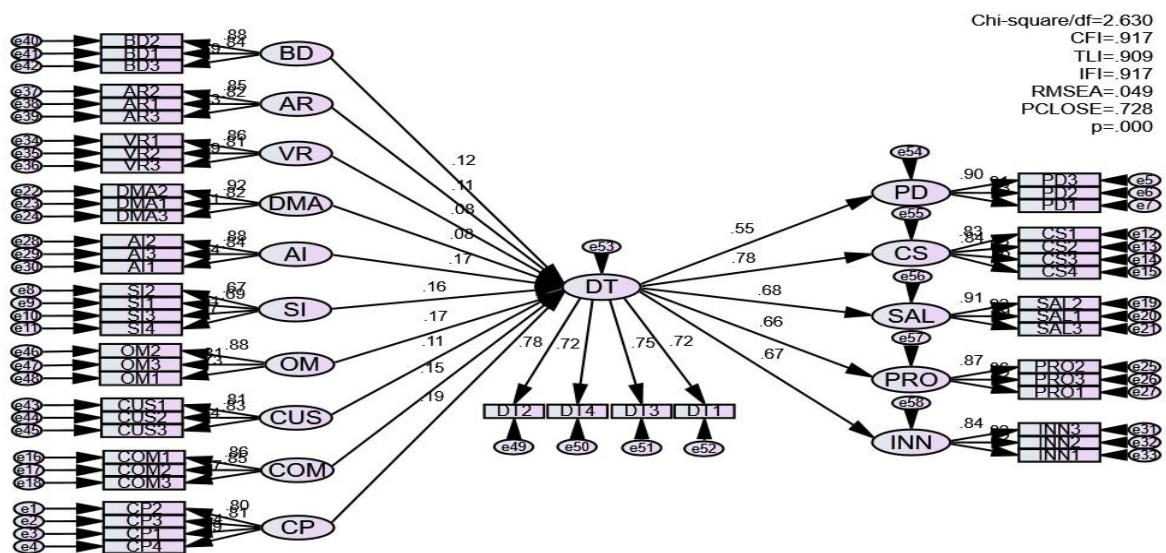 Chi-square/df=2.630
CFI=.917
TLI=.909
IFI=.917
RMSEA=.049
PCLOSE=.728
p=.000
e40 BD2 .88
e41 BD1 .84 BD
e42 BD3
e37 AR2 .85
e38 AR1 .82 AR
e39 AR3
e34 VR1 .86
e35 VR2 .81 VR
e36 VR3
e22 DMA2 .92
e23 DMA1 .82 DMA
e24 DMA3
e28 AI2 .88
e29 AI3 .84 AI
e30 AI1
e8 SI2 .67
e9 SI1 .69 SI
e10 SI3
e11 SI4
e46 OM2 .88
e47 OM3 OM
e48 OM1
e43 CUS1 .81
e44 CUS2 .83 CUS
e45 CUS3
e16 COM1 .86
e17 COM2 .85 COM
e18 COM3
e1 CP2 .80
e2 CP3 .81 CP
e3 CP1
e4 CP4
.12
.11
.08
.08
.17
.16
.17
.11
.15
.19
e53
DT
.78 .72 .75 .72
DT2 DT4 DT3 DT1
e49 e50 e51 e52
.55
.78
.68
.66
.67
e54
PD .90 PD3 e5
PD2 e6
PD1 e7
e55
CS .83 CS1 e12
.84 CS2 e13
CS3 e14
CS4 e15
e56
SAL .91 SAL2 e19
SAL1 e20
SAL3 e21
e57
PRO .87 PRO2 e25
PRO3 e26
PRO1 e27
e58
INN .84 INN3 e31
INN2 e32
INN1 e33